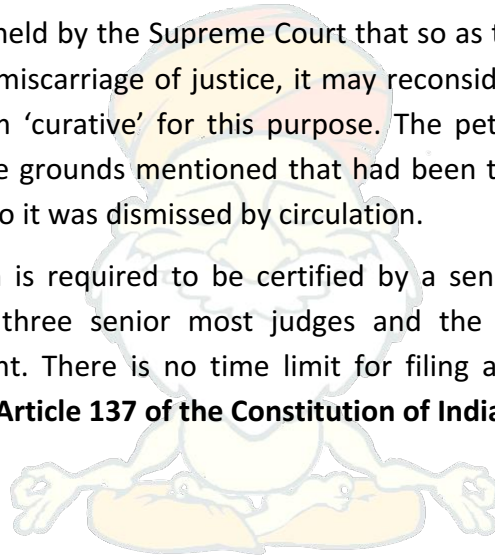 held by the Supreme Court that so as t
miscarriage of justice, it may reconsid
‘curative’ for this purpose. The pet
grounds mentioned that had been t
o it was dismissed by circulation.
is required to be certified by a sen
three senior most judges and the
nt. There is no time limit for filing a
Article 137 of the Constitution of India